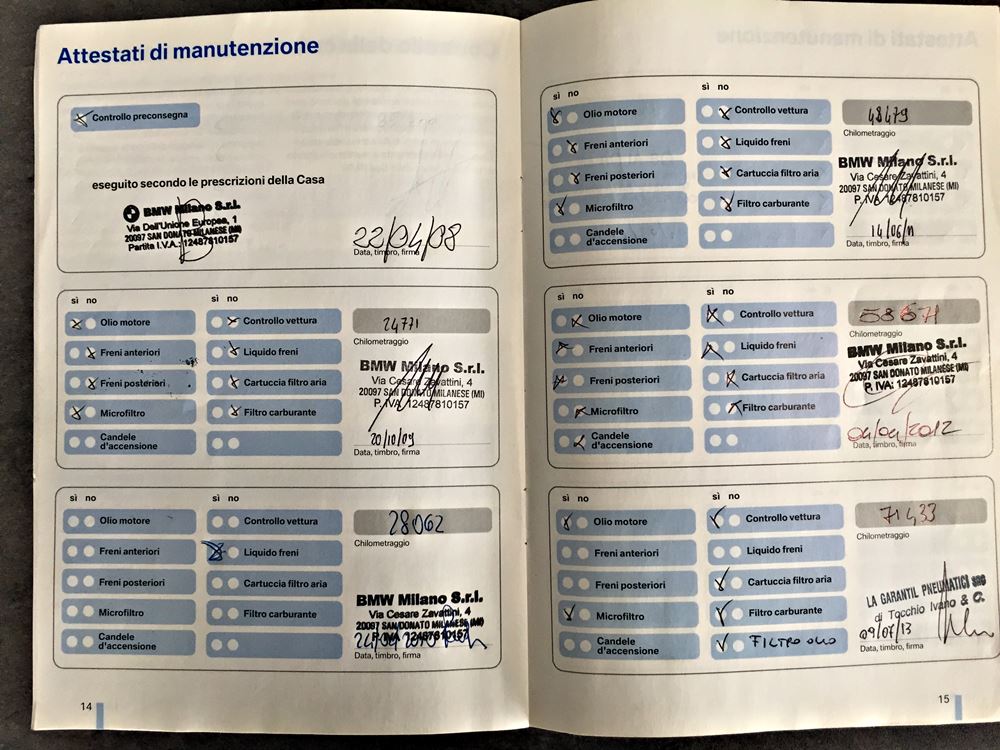 Attestati di manutenzione
Controllo preconsegna
eseguito secondo le prescrizioni della Casa
BMW Milano S.r.l.
Via Dell'Unione Europea, 1
20097 SAN DONATO MILANESE (MI)
Partita I.V.A.: 12487810157
22/04/08
Data, timbro, firma
sì no sì no
Olio motore Controllo vettura 24771
Chilometraggio
Freni anteriori Liquido freni
BMW Milano S.r.l.
Via Cesare Zavattini, 4
Freni posteriori Cartuccia filtro aria
20097 SAN DONATO MILANESE (MI)
P. IVA: 12487810157
Microfiltro Filtro carburante
20/10/09
Candele d'accensione
Data, timbro, firma
sì no sì no
Olio motore Controllo vettura 28062
Chilometraggio
Freni anteriori Liquido freni
Freni posteriori Cartuccia filtro aria
BMW Milano S.r.l.
Microfiltro Filtro carburante
Via Cesare Zavattini, 4
20097 SAN DONATO MILANESE (MI)
P. IVA: 12487810157
Candele d'accensione
Data, timbro, firma
14
sì no sì no
Olio motore Controllo vettura 48479
Chilometraggio
Freni anteriori Liquido freni
BMW Milano S.r.l.
Freni posteriori Cartuccia filtro aria
Via Cesare Zavattini, 4
20097 SAN DONATO MILANESE (MI)
P. IVA: 12487810157
Microfiltro Filtro carburante
14/06/11
Candele d'accensione
Data, timbro, firma
sì no sì no
Olio motore Controllo vettura
Chilometraggio
Freni anteriori Liquido freni
BMW Milano S.r.l.
Via Cesare Zavattini, 4
Freni posteriori Cartuccia filtro aria
20097 SAN DONATO MILANESE (MI)
P. IVA: 12487810157
Microfiltro Filtro carburante
04/04/2012
Candele d'accensione
Data, timbro, firma
sì no sì no
Olio motore Controllo vettura 71433
Chilometraggio
Freni anteriori Liquido freni
Freni posteriori Cartuccia filtro aria
LA GARANTIL PNEUMATICI snc
Microfiltro Filtro carburante
di Tacchio Ivano & C.
09/07/13
Candele d'accensione FILTRO OLIO
Data, timbro, firma
15